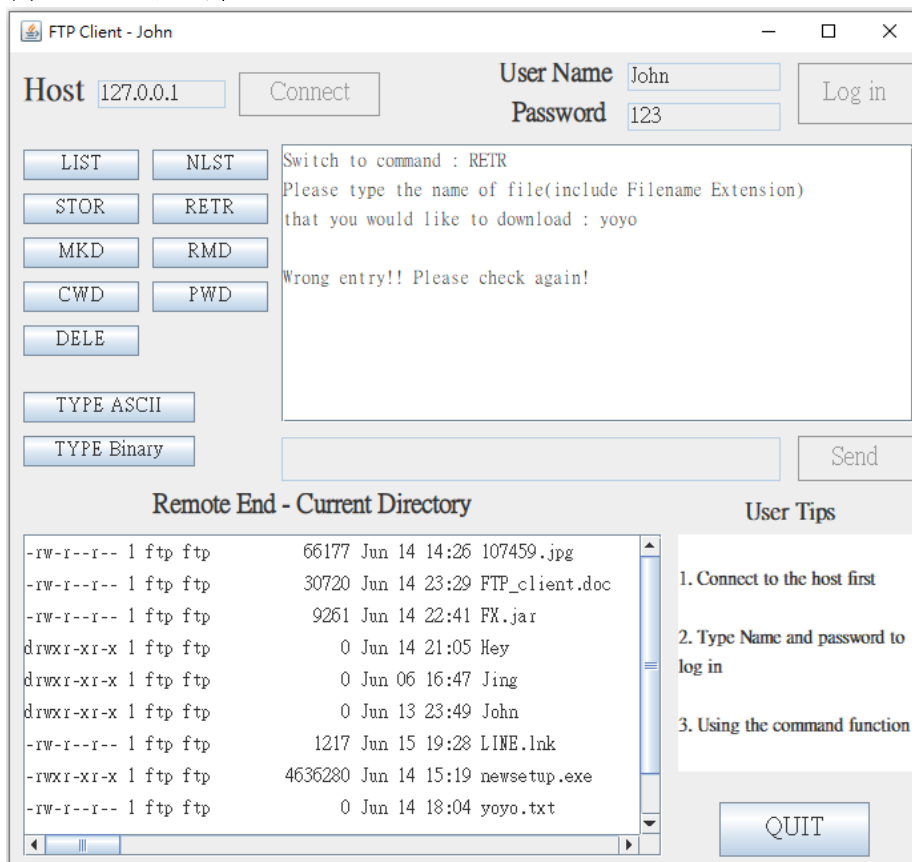 FTP Client - John
Host 127.0.0.1 Connect
User Name John
Password 123
Log in
LIST NLST
STOR RETR
MKD RMD
CWD PWD
DELE
TYPE ASCII
TYPE Binary
Switch to command : RETR
Please type the name of file(include Filename Extension)
that you would like to download : yoyo
Wrong entry!! Please check again!
Send
Remote End - Current Directory
-rw-r--r-- 1 ftp ftp 66177 Jun 14 14:26 107459.jpg
-rw-r--r-- 1 ftp ftp 30720 Jun 14 23:29 FTP_client.doc
-rw-r--r-- 1 ftp ftp 9261 Jun 14 22:41 FX.jar
drwxr-xr-x 1 ftp ftp 0 Jun 14 21:05 Hey
drwxr-xr-x 1 ftp ftp 0 Jun 06 16:47 Jing
drwxr-xr-x 1 ftp ftp 0 Jun 13 23:49 John
-rw-r--r-- 1 ftp ftp 1217 Jun 15 19:28 LINE.lnk
-rwxr-xr-x 1 ftp ftp 4636280 Jun 14 15:19 newsetup.exe
-rw-r--r-- 1 ftp ftp 0 Jun 14 18:04 yoyo.txt
User Tips
1. Connect to the host first
2. Type Name and password to
log in
3. Using the command function
QUIT